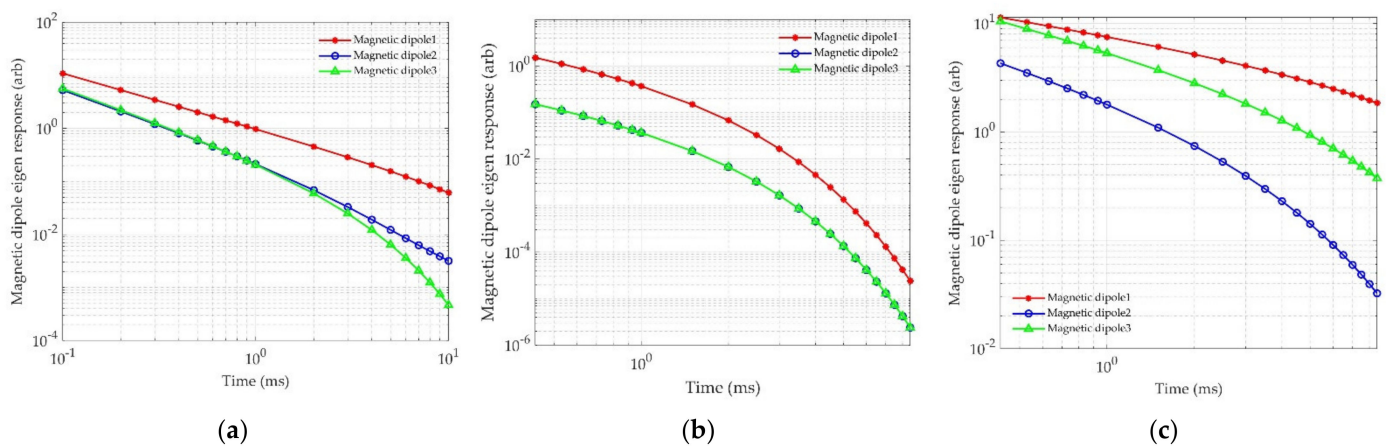 Magnetic dipole eigen response (arb)
10^2
10^0
10^-2
10^-4
Magnetic dipole1
Magnetic dipole2
Magnetic dipole3
10^-1
10^0
10^1
Time (ms)
(a)
Magnetic dipole eigen response (arb)
10^0
10^-2
10^-4
10^-6
Magnetic dipole1
Magnetic dipole2
Magnetic dipole3
10^0
Time (ms)
(b)
Magnetic dipole eigen response (arb)
10^1
10^0
10^-1
10^-2
Magnetic dipole1
Magnetic dipole2
Magnetic dipole3
10^0
Time (ms)
(c)